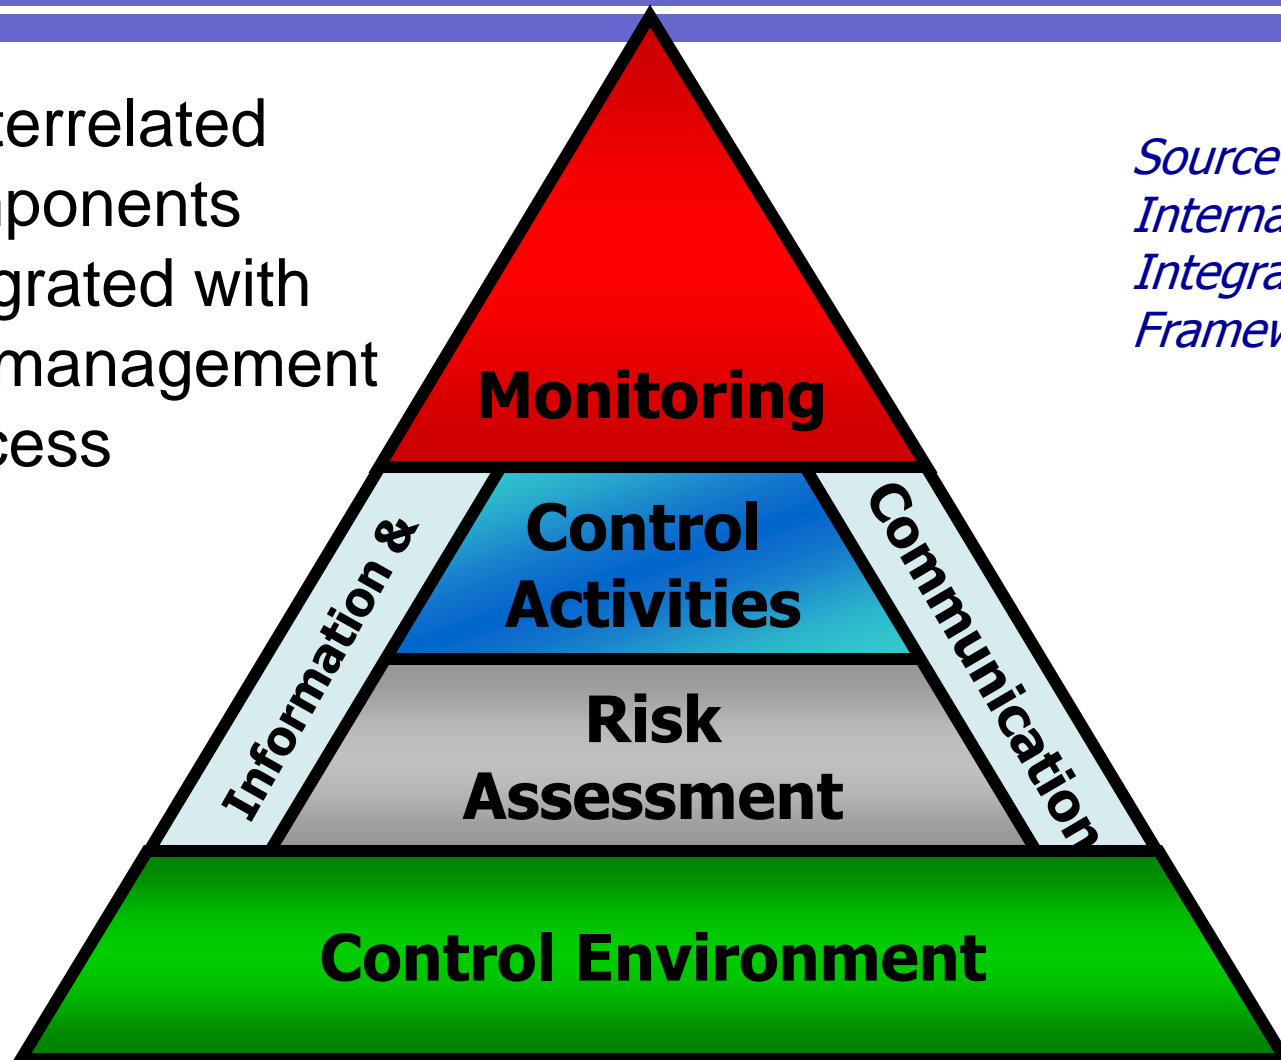 terrelated
ponents
grated with
management
cess
Source
Interna
Integra
Framew
Monitoring
Control
Activities
Information &
Communication
Risk
Assessment
Control Environment